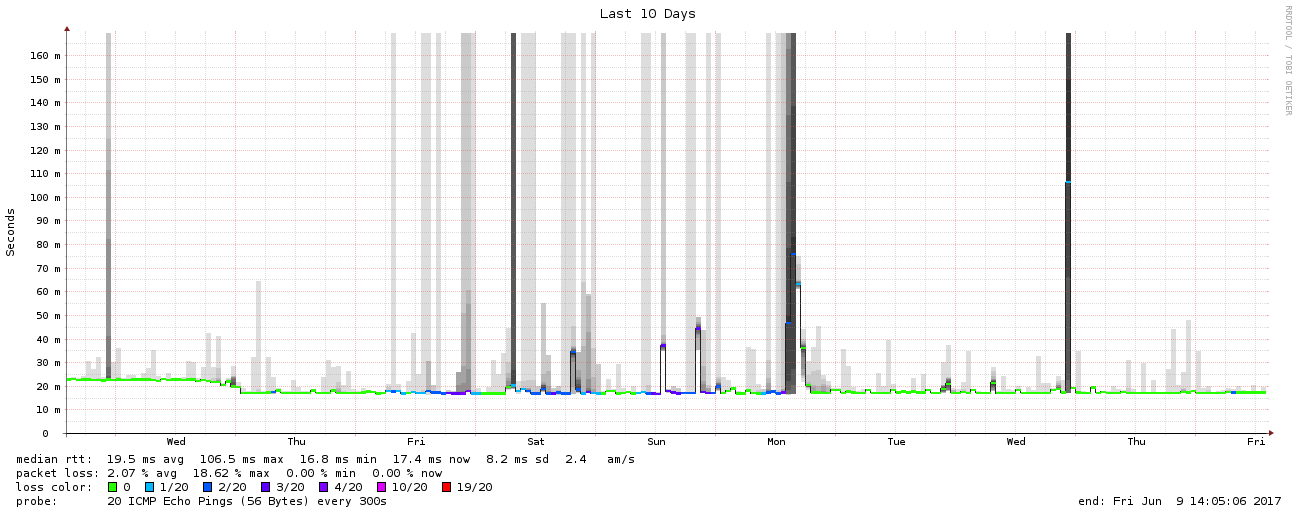 Last 10 Days
RRDTOOL / TOBI OETIKER
Seconds
160 m
150 m
140 m
130 m
120 m
110 m
100 m
90 m
80 m
70 m
60 m
50 m
40 m
30 m
20 m
10 m
0
Wed Thu Fri Sat Sun Mon Tue Wed Thu Fri
median rtt: 19.5 ms avg 106.5 ms max 16.8 ms min 17.4 ms now 8.2 ms sd 2.4 am/s
packet loss: 2.07 % avg 18.62 % max 0.00 % min 0.00 % now
loss color: 0 1/20 2/20 3/20 4/20 10/20 19/20
probe: 20 ICMP Echo Pings (56 Bytes) every 300s end: Fri Jun 9 14:05:06 2017